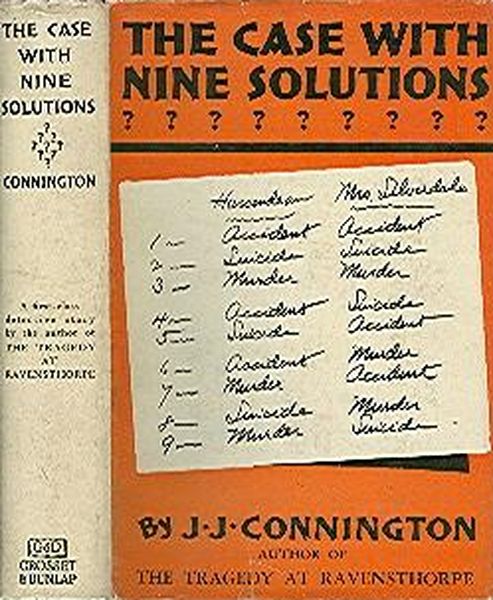 THE CASE
WITH
NINE
SOLUTIONS
?
? ? ?
? ? ?
?
CONNINGTON
A first-class
detective story
by the author of
THE TRAGEDY
AT
RAVENSTHORPE
G&D
GROSSET
& DUNLAP
THE CASE WITH
NINE SOLUTIONS
? ? ? ? ? ? ? ? ?
Hassendean Mrs. Silverdale
1 — Accident Accident
2 — Suicide Suicide
3 — Murder Murder
4 — Accident Suicide
5 — Suicide Accident
6 — Accident Murder
7 — Murder Accident
8 — Suicide Murder
9 — Murder Suicide
BY J·J·CONNINGTON
AUTHOR OF
THE TRAGEDY AT RAVENSTHORPE